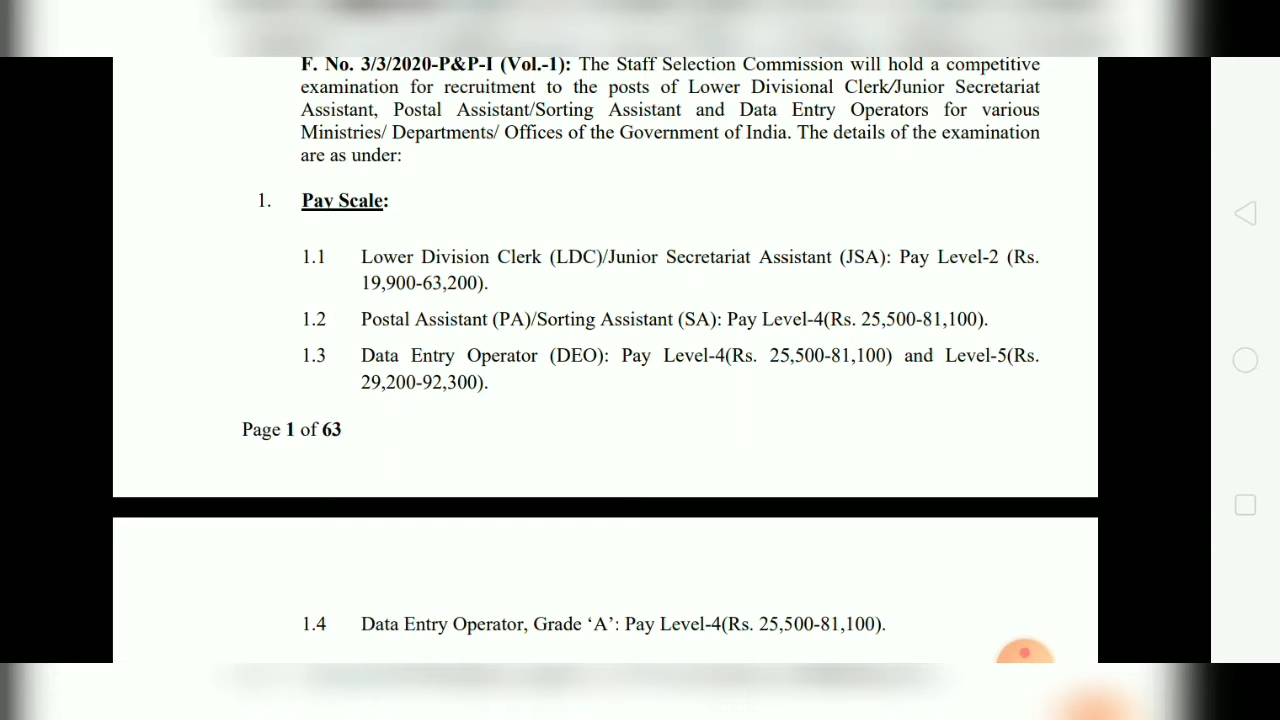 F. No. 3/3/2020-P&P-I (Vol.-1): The Staff Selection Commission will hold a competitive
examination for recruitment to the posts of Lower Divisional Clerk/Junior Secretariat
Assistant, Postal Assistant/Sorting Assistant and Data Entry Operators for various
Ministries/ Departments/ Offices of the Government of India. The details of the examination
are as under:
1. Pay Scale:
1.1 Lower Division Clerk (LDC)/Junior Secretariat Assistant (JSA): Pay Level-2 (Rs.
19,900-63,200).
1.2 Postal Assistant (PA)/Sorting Assistant (SA): Pay Level-4(Rs. 25,500-81,100).
1.3 Data Entry Operator (DEO): Pay Level-4(Rs. 25,500-81,100) and Level-5(Rs.
29,200-92,300).
Page 1 of 63
1.4 Data Entry Operator, Grade ‘A’: Pay Level-4(Rs. 25,500-81,100).